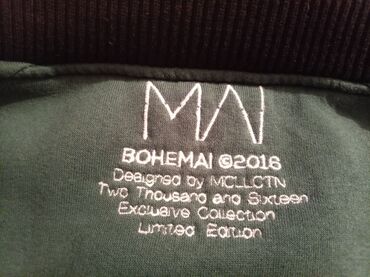 MAI
BOHEMAI ©2016
Designed by MCLLCTN
Two Thousand and Sixteen
Exclusive Collection
Limited Edition